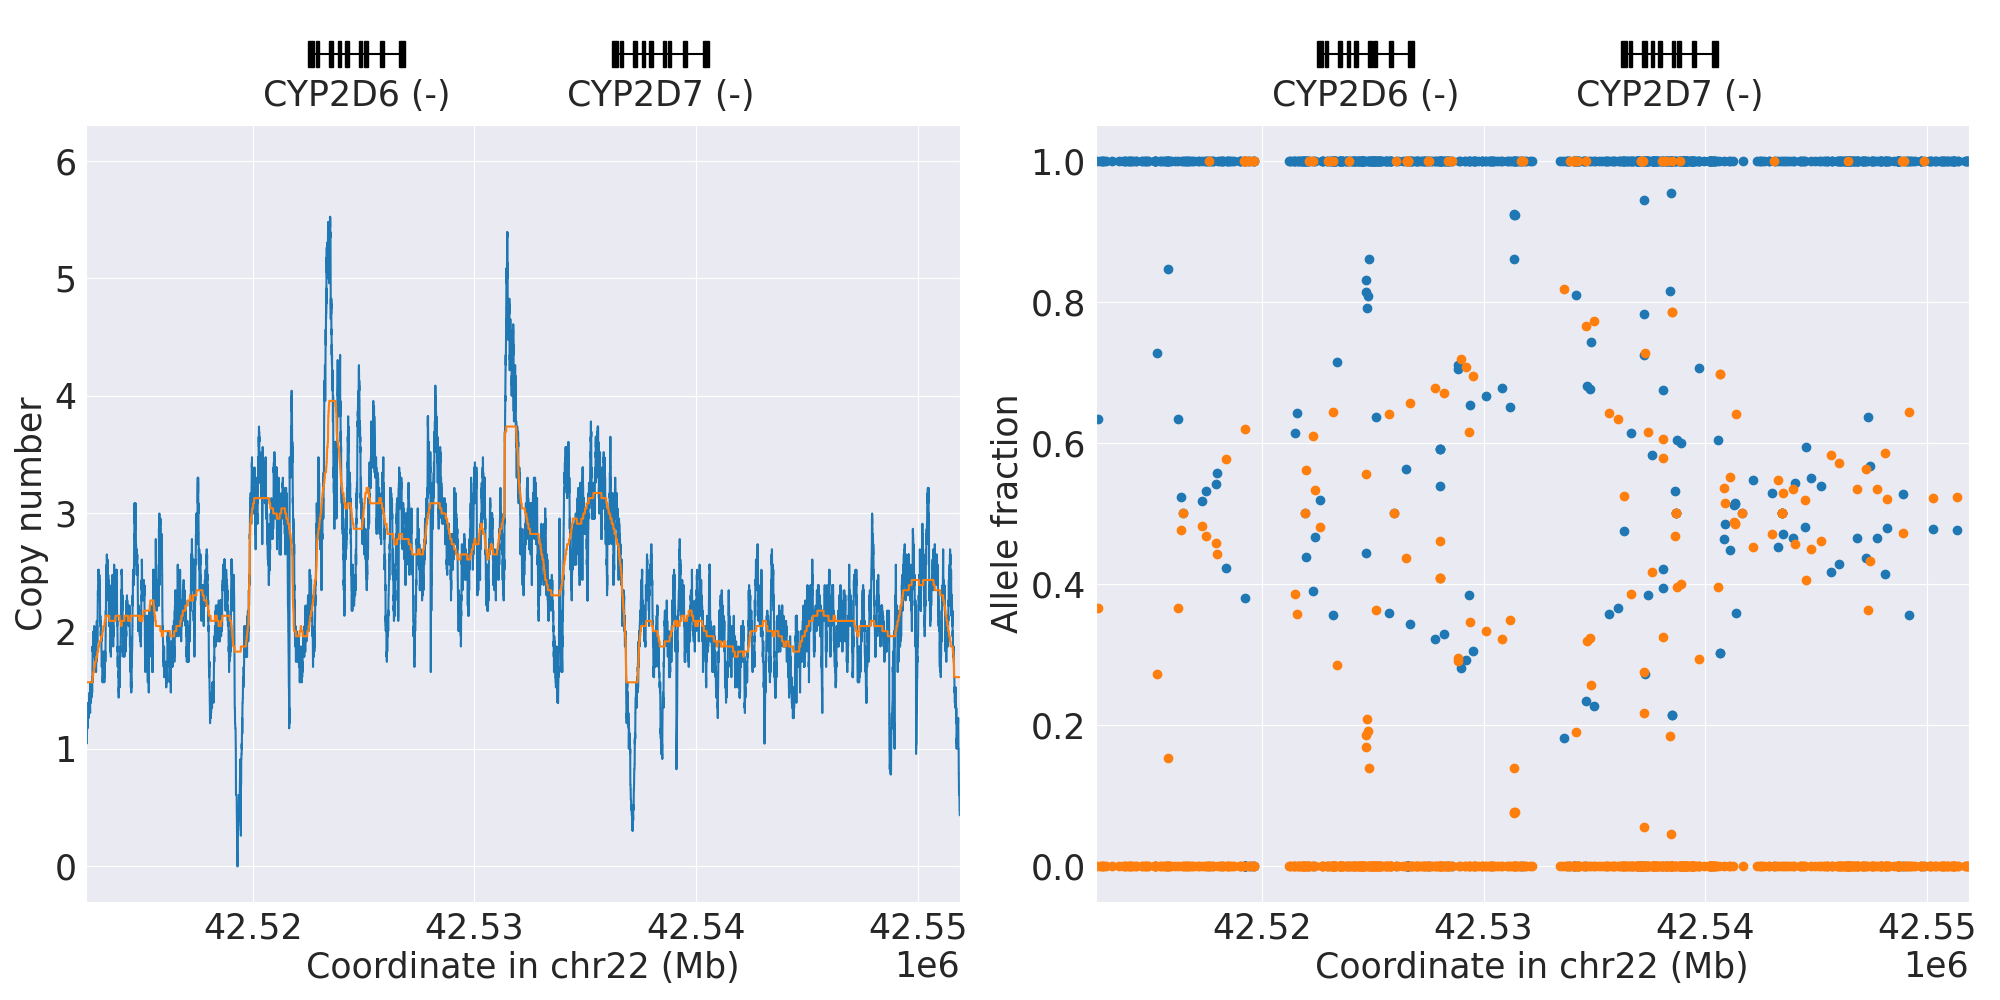 CYP2D6 (-)
CYP2D7 (-)
6
5
4
3
2
1
0
Copy number
42.52
42.53
42.54
42.55
Coordinate in chr22 (Mb)
1e6
CYP2D6 (-)
CYP2D7 (-)
1.0
0.8
0.6
0.4
0.2
0.0
Allele fraction
42.52
42.53
42.54
42.55
Coordinate in chr22 (Mb)
1e6